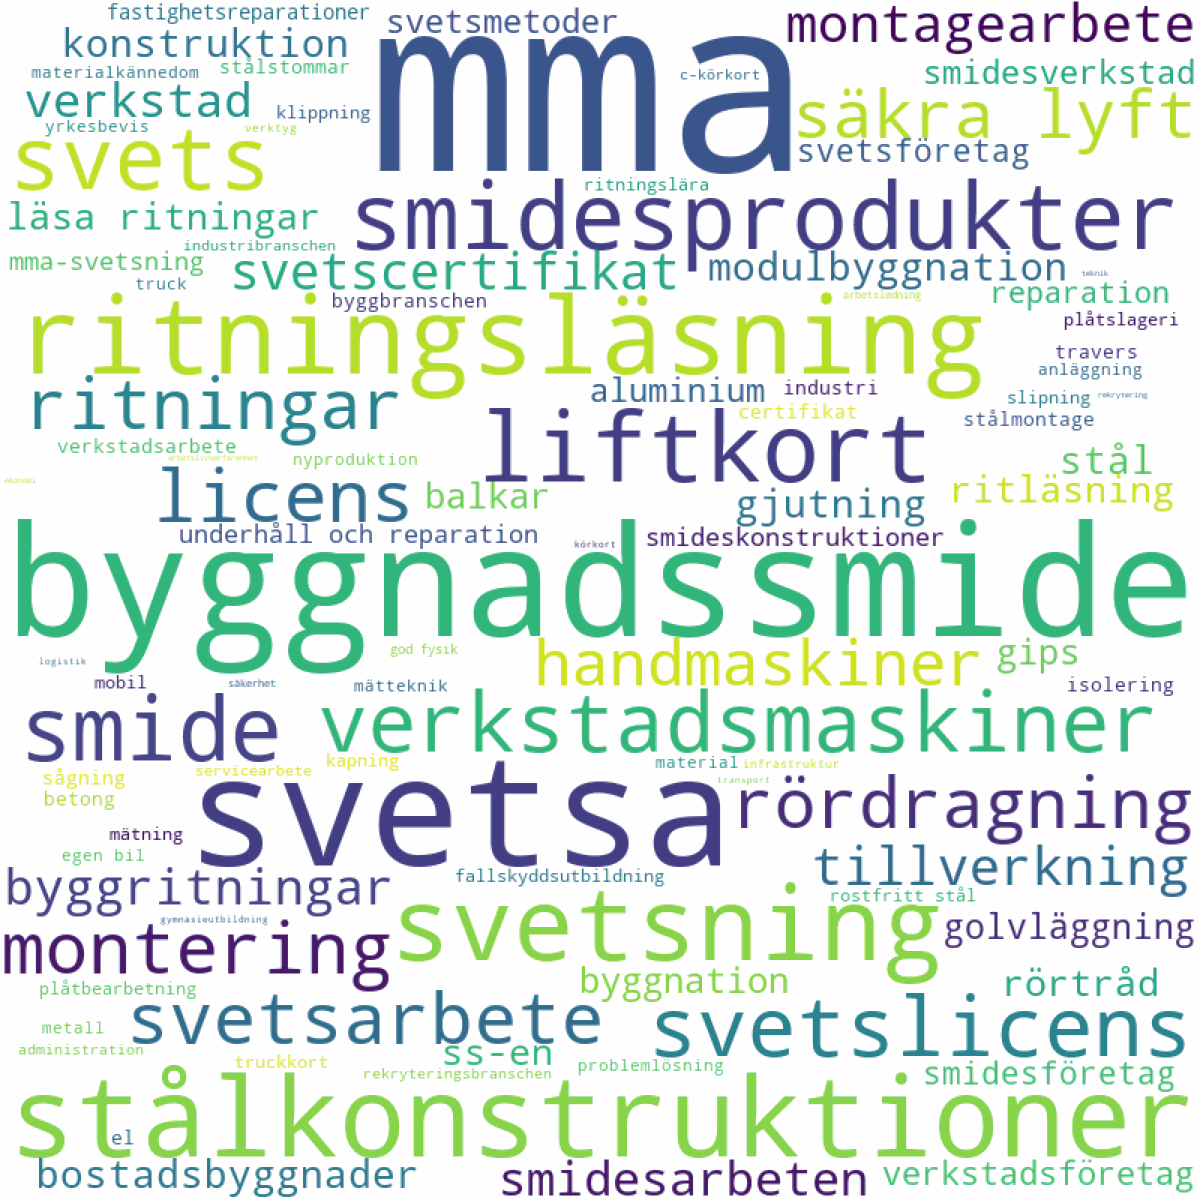 fastighetsreparationer
svetsmetoder
montagearbete
konstruktion
mma
materialkännedom
stålstommar
c-körkort
smidesverkstad
verkstad
klippning
säkra lyft
yrkesbevis
verktyg
svets
svetsföretag
ritningslära
smidesprodukter
läsa ritningar
industribranschen
mma-svetsning
svetscertifikat
modulbyggnation
teknik
truck
byggbranschen
arbetsledning
reparation
ritningsläsning
plåtslageri
travers
anläggning
ritningar
aluminium
industri
slipning
rekrytering
certifikat
stålmontage
liftkort
verkstadsarbete
arbetslivserfarenhet
nyproduktion
stål
ekonomi
licens
balkar
gjutning
ritläsning
underhåll och reparation
körkort
smideskonstruktioner
byggnadssmide
god fysik
handmaskiner
gips
logistik
mobil
säkerhet
mätteknik
isolering
smide
verkstadsmaskiner
sågning
servicearbete
kapning
material
infrastruktur
transport
betong
svetsa
rördragning
mätning
egen bil
tillverkning
byggritningar
fallskyddsutbildning
rostfritt stål
gymnasieutbildning
svetsning
golvläggning
montering
plåtbearbetning
byggnation
rörtråd
svetsarbete
svetslicens
metall
administration
truckkort
ss-en
rekryteringsbranschen
problemlösning
smidesföretag
stålkonstruktioner
el
bostadsbyggnader
smidesarbeten
verkstadsföretag